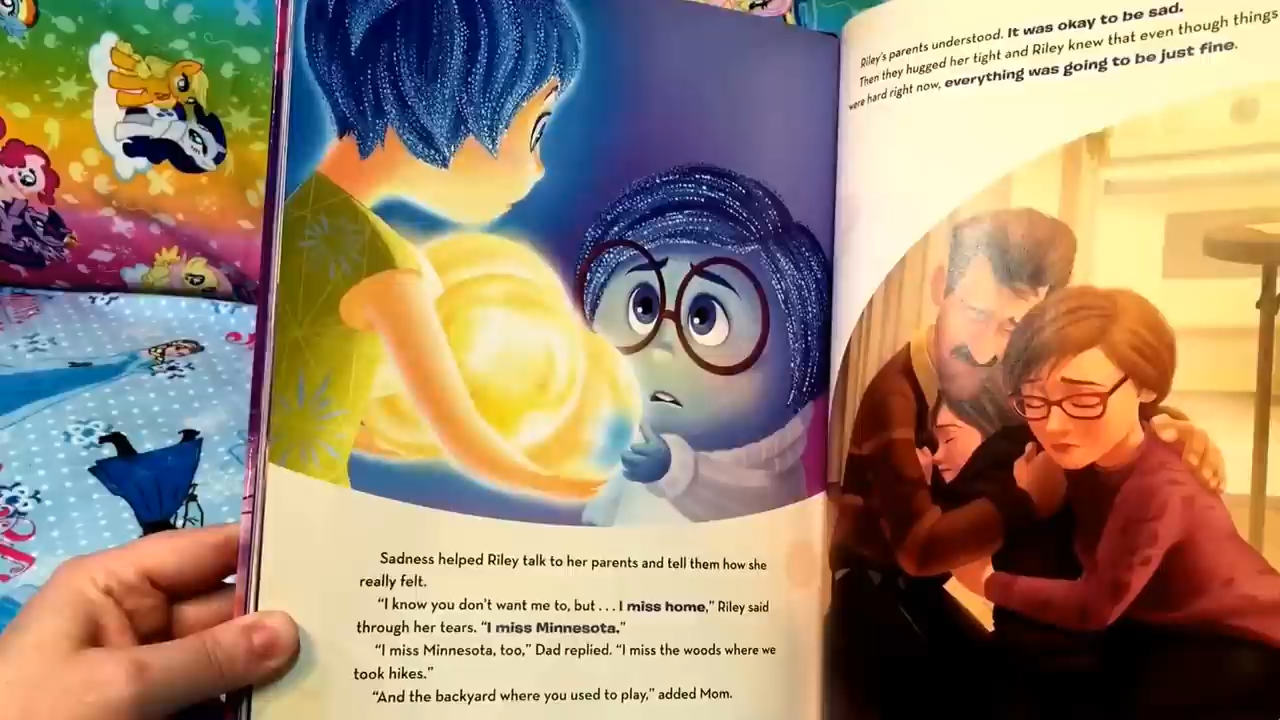 Sadness helped Riley talk to her parents and tell them how she
really felt.
“I know you don’t want me to, but . . . I miss home,” Riley said
through her tears. “I miss Minnesota.”
“I miss Minnesota, too,” Dad replied. “I miss the woods where we
took hikes.”
“And the backyard where you used to play,” added Mom.
Riley’s parents understood. It was okay to be sad.
Then they hugged her tight and Riley knew that even though things
were hard right now, everything was going to be just fine.